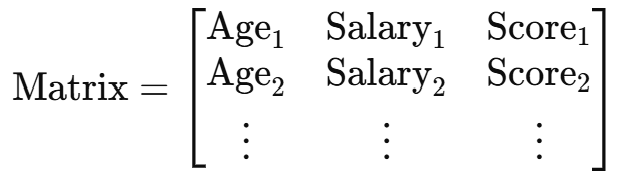 Age₁ Salary₁ Score₁
Matrix = Age₂ Salary₂ Score₂
⋮ ⋮ ⋮